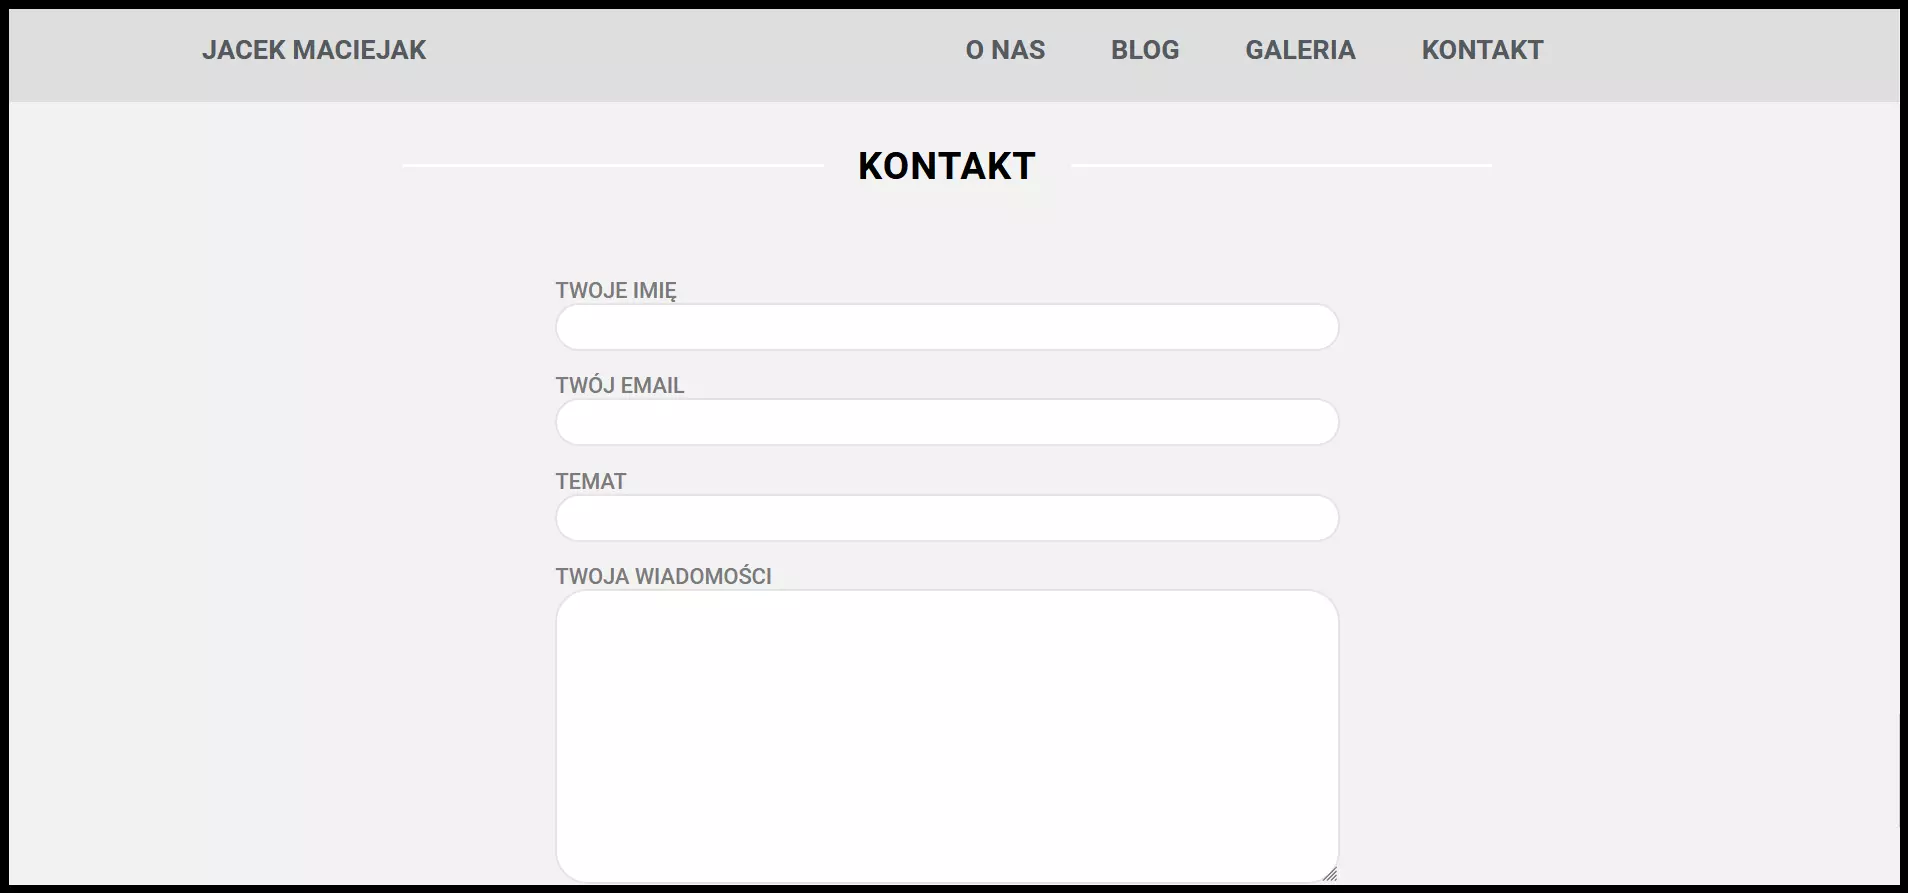 JACEK MACIEJAK O NAS BLOG GALERIA KONTAKT
KONTAKT
TWOJE IMIĘ
TWÓJ EMAIL
TEMAT
TWOJA WIADOMOŚCI